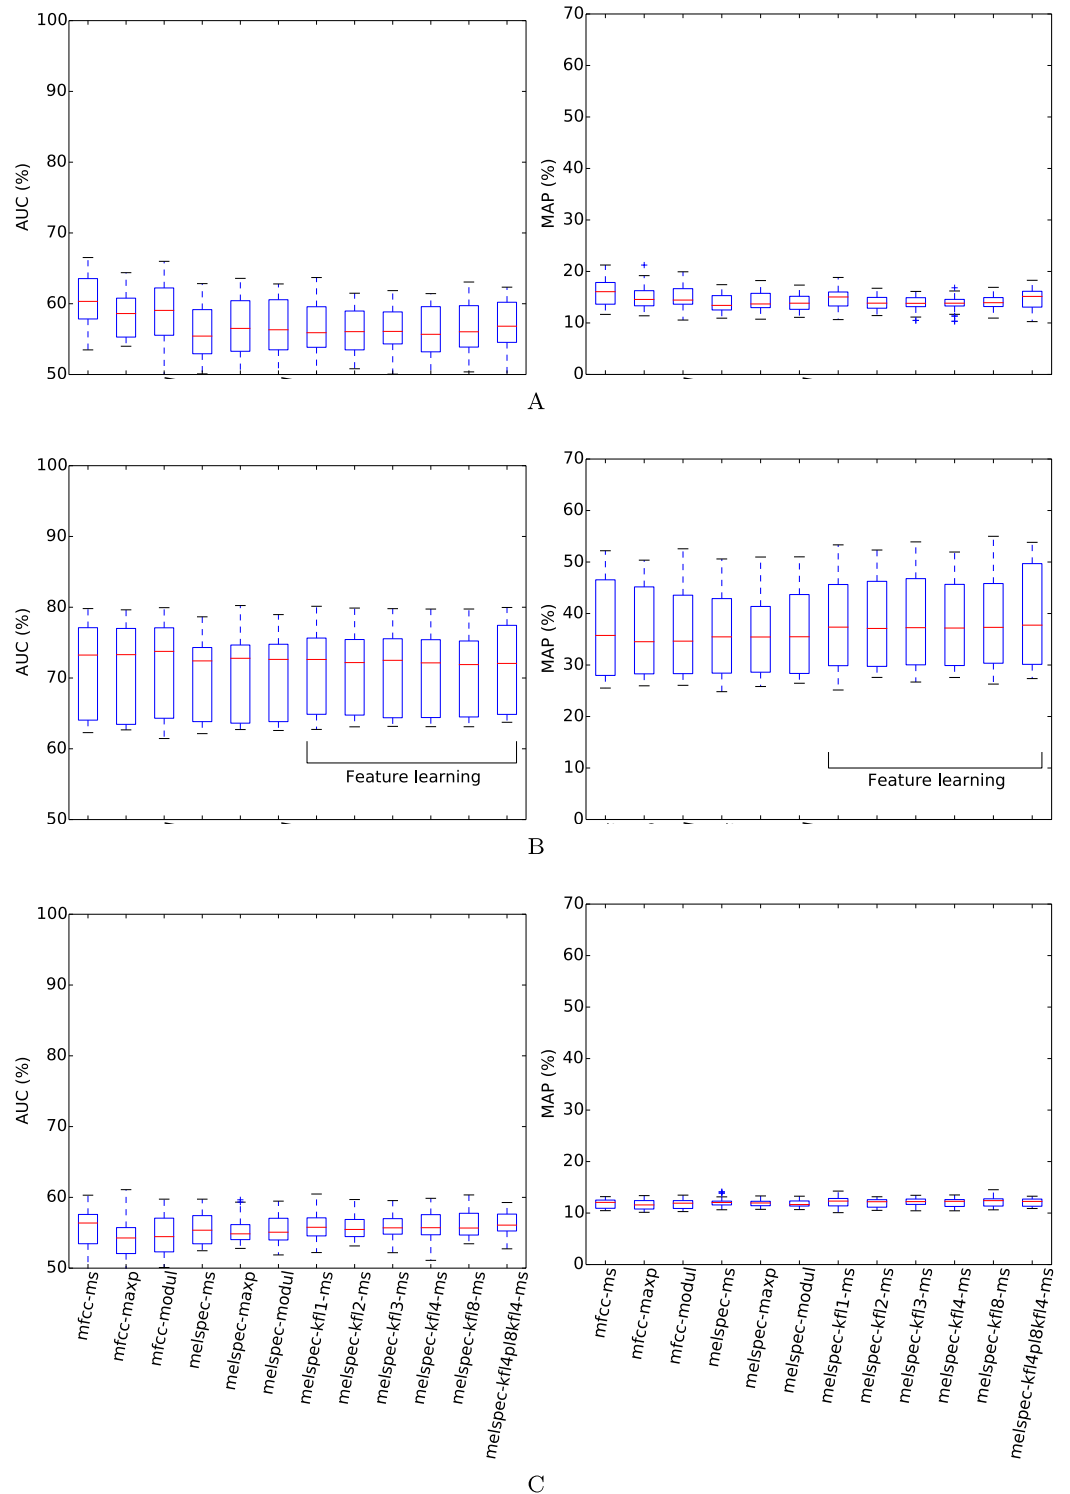 100
90
80
70
60
50
AUC (%)
70
60
50
40
30
20
10
0
MAP (%)
A
100
90
80
70
60
50
AUC (%)
Feature learning
70
60
50
40
30
20
10
0
MAP (%)
Feature learning
B
100
90
80
70
60
50
AUC (%)
mfcc-ms
mfcc-maxp
mfcc-modul
melspec-ms
melspec-maxp
melspec-modul
melspec-kfl1-ms
melspec-kfl2-ms
melspec-kfl3-ms
melspec-kfl4-ms
melspec-kfl8-ms
melspec-kfl4pl8kfl4-ms
70
60
50
40
30
20
10
0
MAP (%)
mfcc-ms
mfcc-maxp
mfcc-modul
melspec-ms
melspec-maxp
melspec-modul
melspec-kfl1-ms
melspec-kfl2-ms
melspec-kfl3-ms
melspec-kfl4-ms
melspec-kfl8-ms
melspec-kfl4pl8kfl4-ms
C